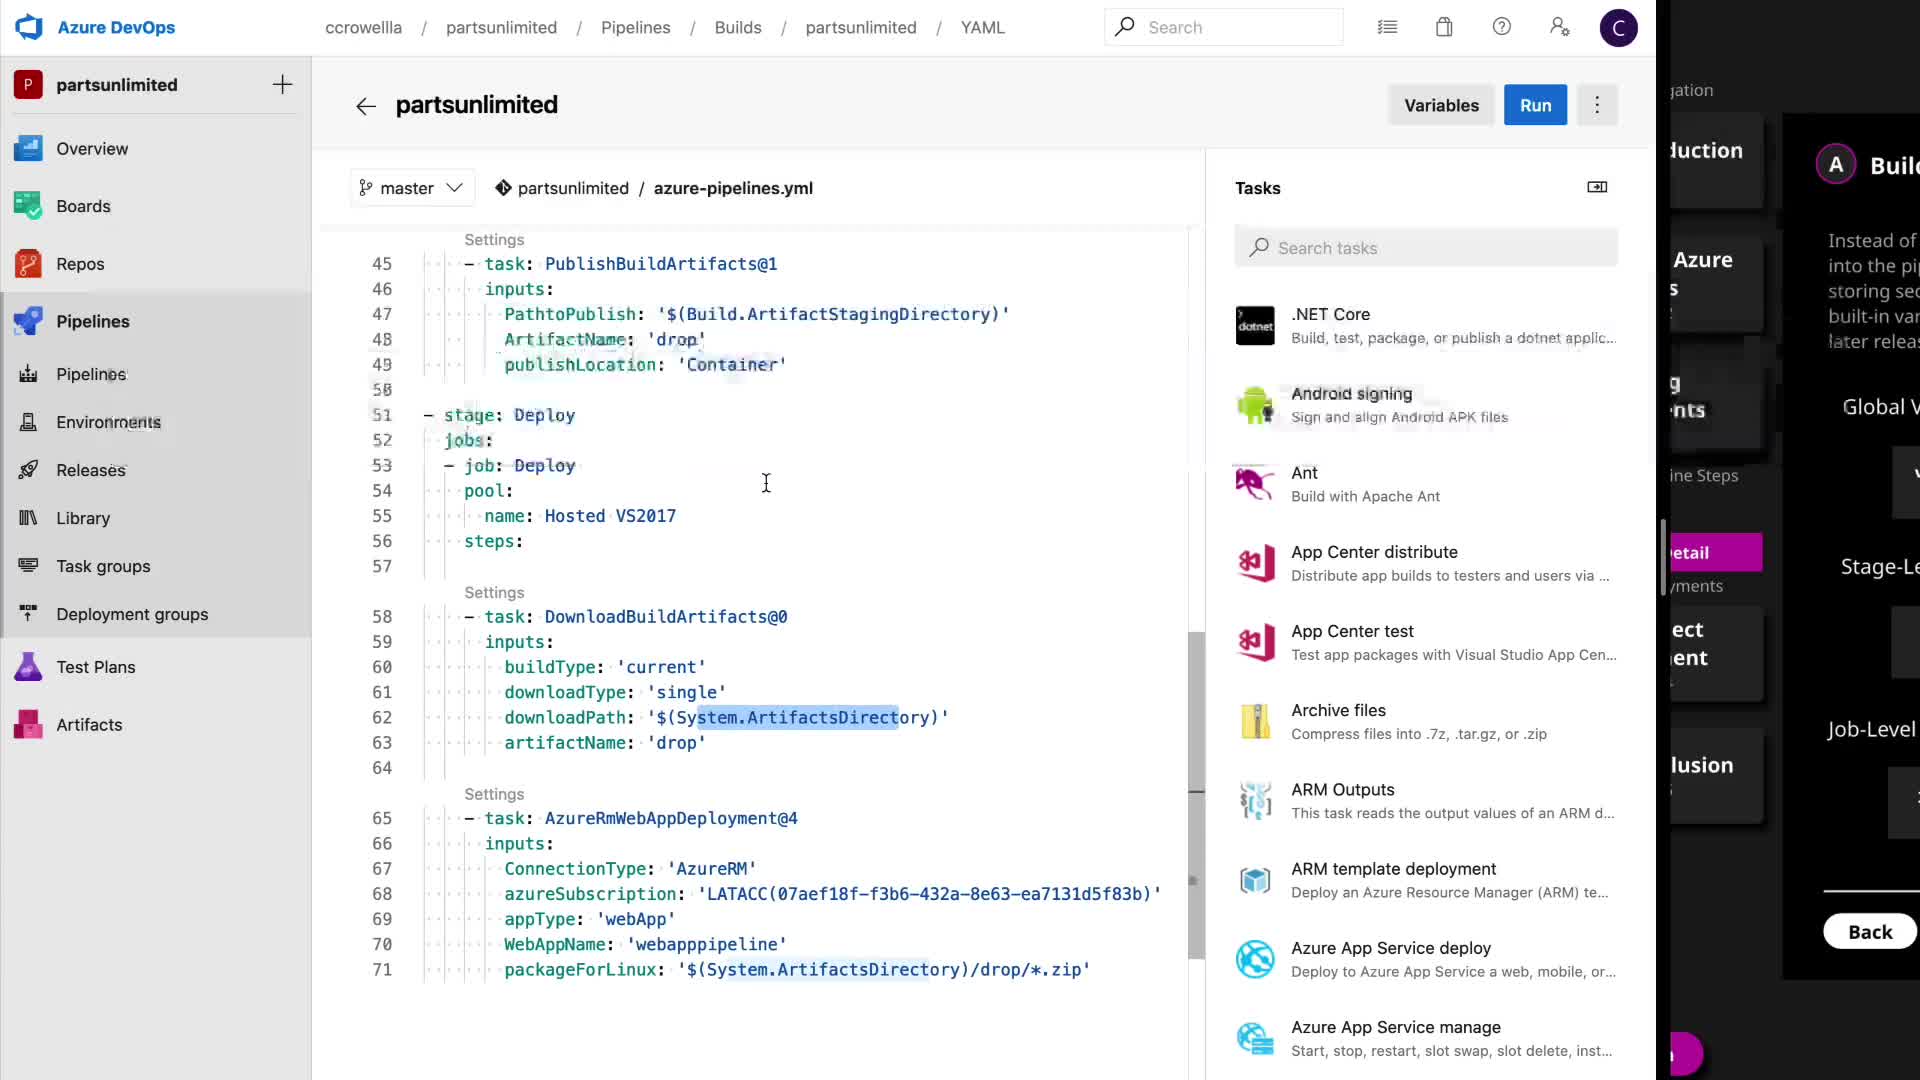 Azure DevOps
ccrowella / partsunlimited / Pipelines / Builds / partsunlimited / YAML
Search
C
P partsunlimited
Overview
Boards
Repos
Pipelines
Pipelines
Environments
Releases
Library
Task groups
Deployment groups
Test Plans
Artifacts
partsunlimited
Variables
Run
master
partsunlimited / azure-pipelines.yml
Settings
45 - task: PublishBuildArtifacts@1
46 inputs:
47 PathtoPublish: '$(Build.ArtifactStagingDirectory)'
48 ArtifactName: 'drop'
49 publishLocation: 'Container'
50
51 - stage: Deploy
52 jobs:
53 - job: Deploy
54 pool:
55 name: Hosted VS2017
56 steps:
57
Settings
58 - task: DownloadBuildArtifacts@0
59 inputs:
60 buildType: 'current'
61 downloadType: 'single'
62 downloadPath: '$(System.ArtifactsDirectory)'
63 artifactName: 'drop'
64
Settings
65 - task: AzureRmWebAppDeployment@4
66 inputs:
67 ConnectionType: 'AzureRM'
68 azureSubscription: 'LATACC(07aef18f-f3b6-432a-8e63-ea7131d5f83b)'
69 appType: 'webApp'
70 WebAppName: 'webapppipeline'
71 packageForLinux: '$(System.ArtifactsDirectory)/drop/*.zip'
Tasks
Search tasks
dotnet
.NET Core
Build, test, package, or publish a dotnet applic...
Android signing
Sign and align Android APK files
Ant
Build with Apache Ant
App Center distribute
Distribute app builds to testers and users via ...
App Center test
Test app packages with Visual Studio App Cen...
Archive files
Compress files into .7z, .tar.gz, or .zip
ARM Outputs
This task reads the output values of an ARM d...
ARM template deployment
Deploy an Azure Resource Manager (ARM) te...
Azure App Service deploy
Deploy to Azure App Service a web, mobile, or...
Azure App Service manage
Start, stop, restart, slot swap, slot delete, inst...
gation
duction
Azure
s
g
nts
ine Steps
etail
yments
ect
ent
lusion
A Build
Instead of
into the pip
storing sec
built-in var
later releas
Global V
Stage-Le
Job-Level
Back